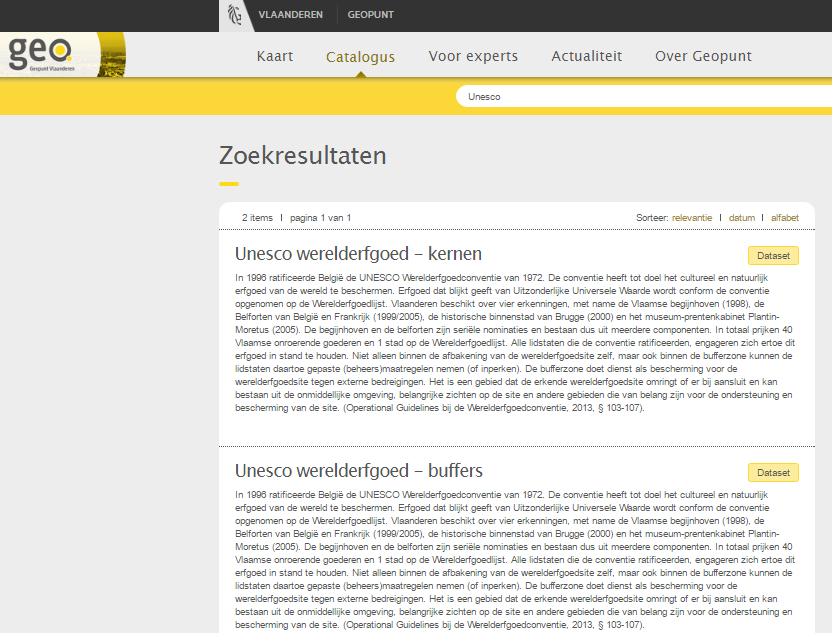 VLAANDEREN GEOPUNT
geo
Geopunt Vlaanderen
Kaart Catalogus Voor experts Actualiteit Over Geopunt
Unesco
Zoekresultaten
2 items I pagina 1 van 1 Sorteer: relevantie I datum I alfabet
Unesco werelderfgoed – kernen Dataset
In 1996 ratificeerde België de UNESCO Werelderfgoedconventie van 1972. De conventie heeft tot doel het cultureel en natuurlijk
erfgoed van de wereld te beschermen. Erfgoed dat blijkt geeft van Uitzonderlijke Universele Waarde wordt conform de conventie
opgenomen op de Werelderfgoedlijst. Vlaanderen beschikt over vier erkenningen, met name de Vlaamse begijnhoven (1998), de
Belforten van België en Frankrijk (1999/2005), de historische binnenstad van Brugge (2000) en het museum-prentenkabinet Plantin-
Moretus (2005). De begijnhoven en de belforten zijn seriële nominaties en bestaan dus uit meerdere componenten. In totaal prijken 40
Vlaamse onroerende goederen en 1 stad op de Werelderfgoedlijst. Alle lidstaten die de conventie ratificeerden, engageren zich ertoe dit
erfgoed in stand te houden. Niet alleen binnen de afbakening van de werelderfgoedsite zelf, maar ook binnen de bufferzone kunnen de
lidstaten daartoe gepaste (beheers)maatregelen nemen (of inperken). De bufferzone doet dienst als bescherming voor de
werelderfgoedsite tegen externe bedreigingen. Het is een gebied dat de erkende werelderfgoedsite omringt of er bij aansluit en kan
bestaan uit de onmiddellijke omgeving, belangrijke zichten op de site en andere gebieden die van belang zijn voor de ondersteuning en
bescherming van de site. (Operational Guidelines bij de Werelderfgoedconventie, 2013, § 103-107).
Unesco werelderfgoed – buffers Dataset
In 1996 ratificeerde België de UNESCO Werelderfgoedconventie van 1972. De conventie heeft tot doel het cultureel en natuurlijk
erfgoed van de wereld te beschermen. Erfgoed dat blijkt geeft van Uitzonderlijke Universele Waarde wordt conform de conventie
opgenomen op de Werelderfgoedlijst. Vlaanderen beschikt over vier erkenningen, met name de Vlaamse begijnhoven (1998), de
Belforten van België en Frankrijk (1999/2005), de historische binnenstad van Brugge (2000) en het museum-prentenkabinet Plantin-
Moretus (2005). De begijnhoven en de belforten zijn seriële nominaties en bestaan dus uit meerdere componenten. In totaal prijken 40
Vlaamse onroerende goederen en 1 stad op de Werelderfgoedlijst. Alle lidstaten die de conventie ratificeerden, engageren zich ertoe dit
erfgoed in stand te houden. Niet alleen binnen de afbakening van de werelderfgoedsite zelf, maar ook binnen de bufferzone kunnen de
lidstaten daartoe gepaste (beheers)maatregelen nemen (of inperken). De bufferzone doet dienst als bescherming voor de
werelderfgoedsite tegen externe bedreigingen. Het is een gebied dat de erkende werelderfgoedsite omringt of er bij aansluit en kan
bestaan uit de onmiddellijke omgeving, belangrijke zichten op de site en andere gebieden die van belang zijn voor de ondersteuning en
bescherming van de site. (Operational Guidelines bij de Werelderfgoedconventie, 2013, § 103-107).